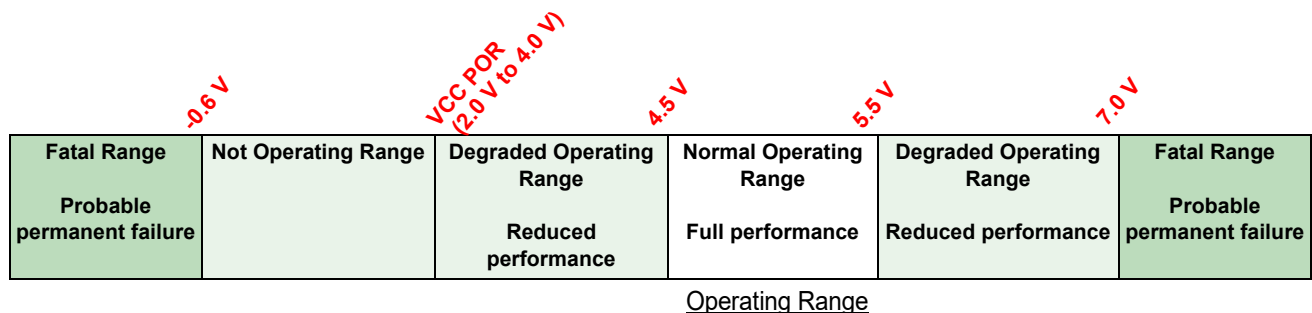 -0.6 V
VCC POR
(2.0 V to 4.0 V)
4.5 V
5.5 V
7.0 V
Fatal Range
Probable
permanent failure
Not Operating Range
Degraded Operating
Range
Reduced
performance
Normal Operating
Range
Full performance
Degraded Operating
Range
Reduced performance
Fatal Range
Probable
permanent failure
Operating Range